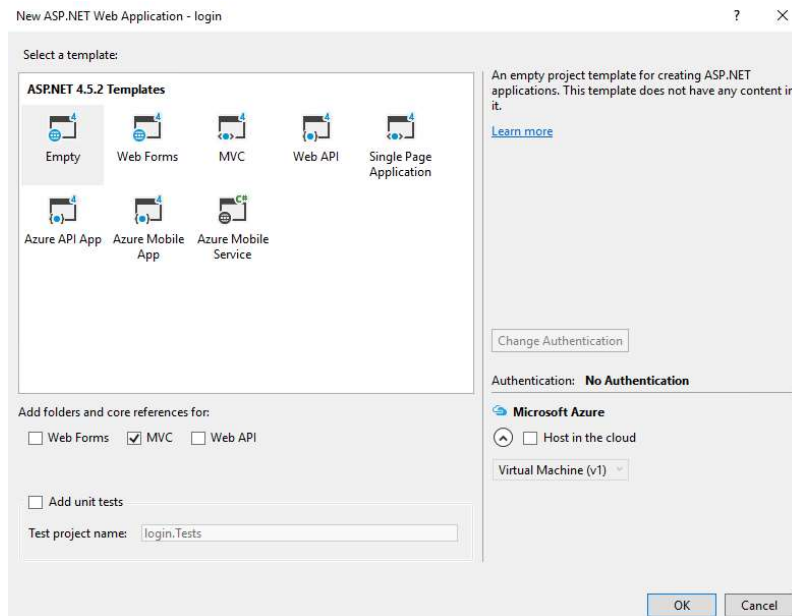 New ASP.NET Web Application - login
?
Select a template:
ASP.NET 4.5.2 Templates
Empty
Web Forms
MVC
Web API
Single Page
Application
Azure API App
Azure Mobile
App
Azure Mobile
Service
An empty project template for creating ASP.NET
applications. This template does not have any content in
it.
Learn more
Change Authentication
Authentication: No Authentication
Add folders and core references for:
Web Forms
MVC
Web API
Microsoft Azure
Host in the cloud
Virtual Machine (v1)
Add unit tests
Test project name: login.Tests
OK
Cancel